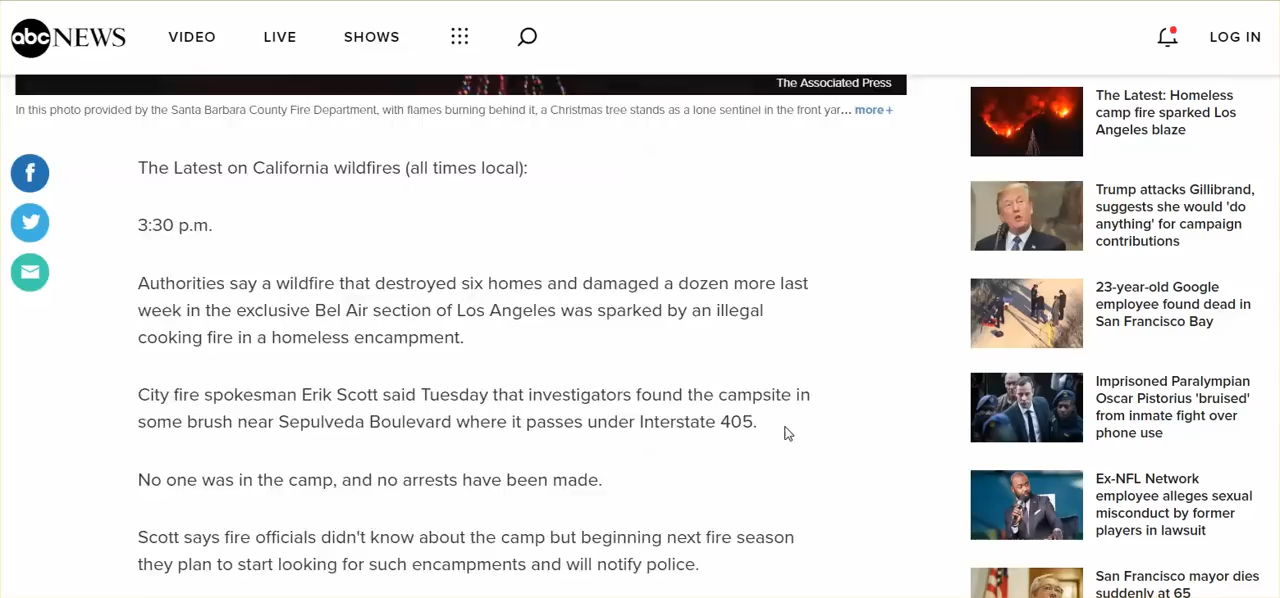 abc NEWS
VIDEO
LIVE
SHOWS
LOG IN
The Associated Press
In this photo provided by the Santa Barbara County Fire Department, with flames burning behind it, a Christmas tree stands as a lone sentinel in the front yar... more +
The Latest on California wildfires (all times local):
3:30 p.m.
Authorities say a wildfire that destroyed six homes and damaged a dozen more last
week in the exclusive Bel Air section of Los Angeles was sparked by an illegal
cooking fire in a homeless encampment.
City fire spokesman Erik Scott said Tuesday that investigators found the campsite in
some brush near Sepulveda Boulevard where it passes under Interstate 405.
No one was in the camp, and no arrests have been made.
Scott says fire officials didn't know about the camp but beginning next fire season
they plan to start looking for such encampments and will notify police.
The Latest: Homeless
camp fire sparked Los
Angeles blaze
Trump attacks Gillibrand,
suggests she would 'do
anything' for campaign
contributions
23-year-old Google
employee found dead in
San Francisco Bay
Imprisoned Paralympian
Oscar Pistorius 'bruised'
from inmate fight over
phone use
Ex-NFL Network
employee alleges sexual
misconduct by former
players in lawsuit
San Francisco mayor dies
suddenly at 65